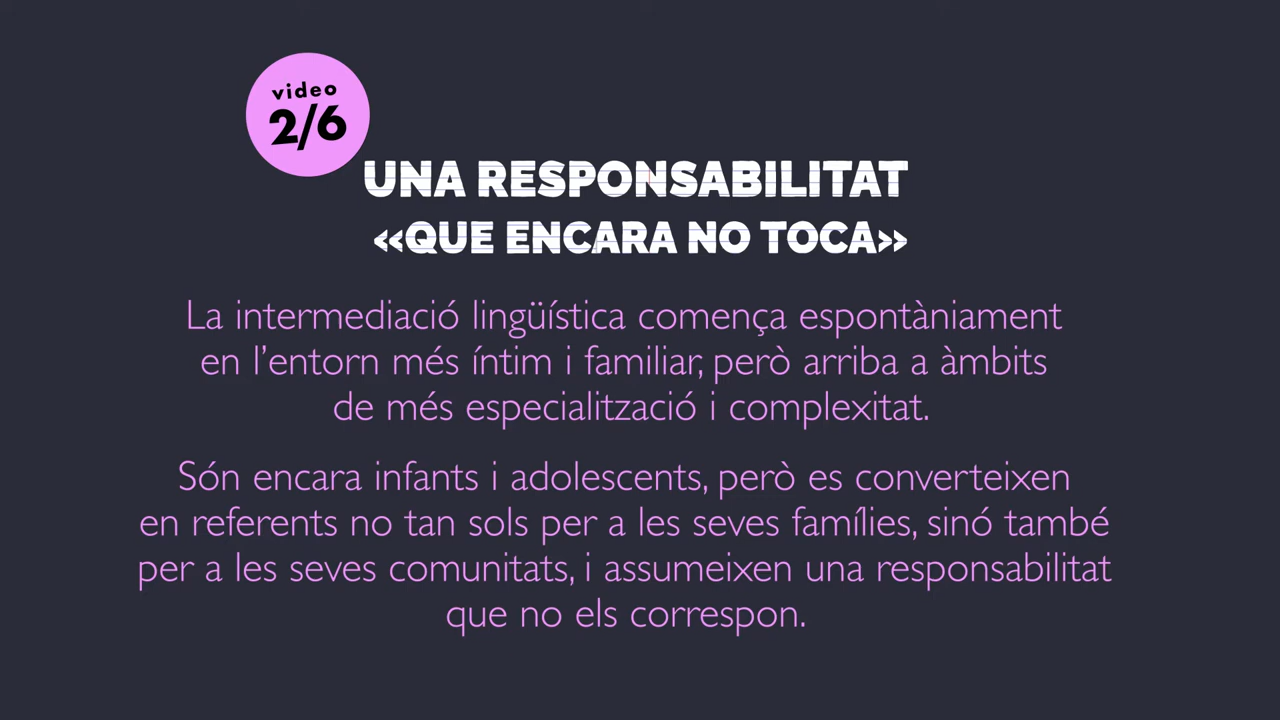 video
2/6
UNA RESPONSABILITAT
«QUE ENCARA NO TOCA»
La intermediació lingüística comença espontàniament
en l’entorn més íntim i familiar, però arriba a àmbits
de més especialització i complexitat.
Són encara infants i adolescents, però es converteixen
en referents no tan sols per a les seves famílies, sinó també
per a les seves comunitats, i assumeixen una responsabilitat
que no els correspon.